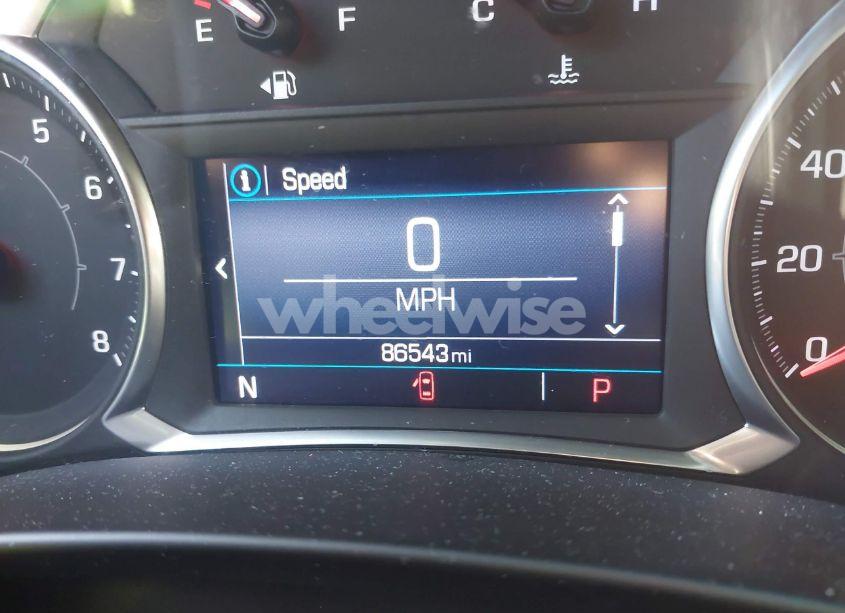 E F C H
5
6
7
8
i Speed
0
MPH
86543 mi
N P
40
20
0
wheelwise